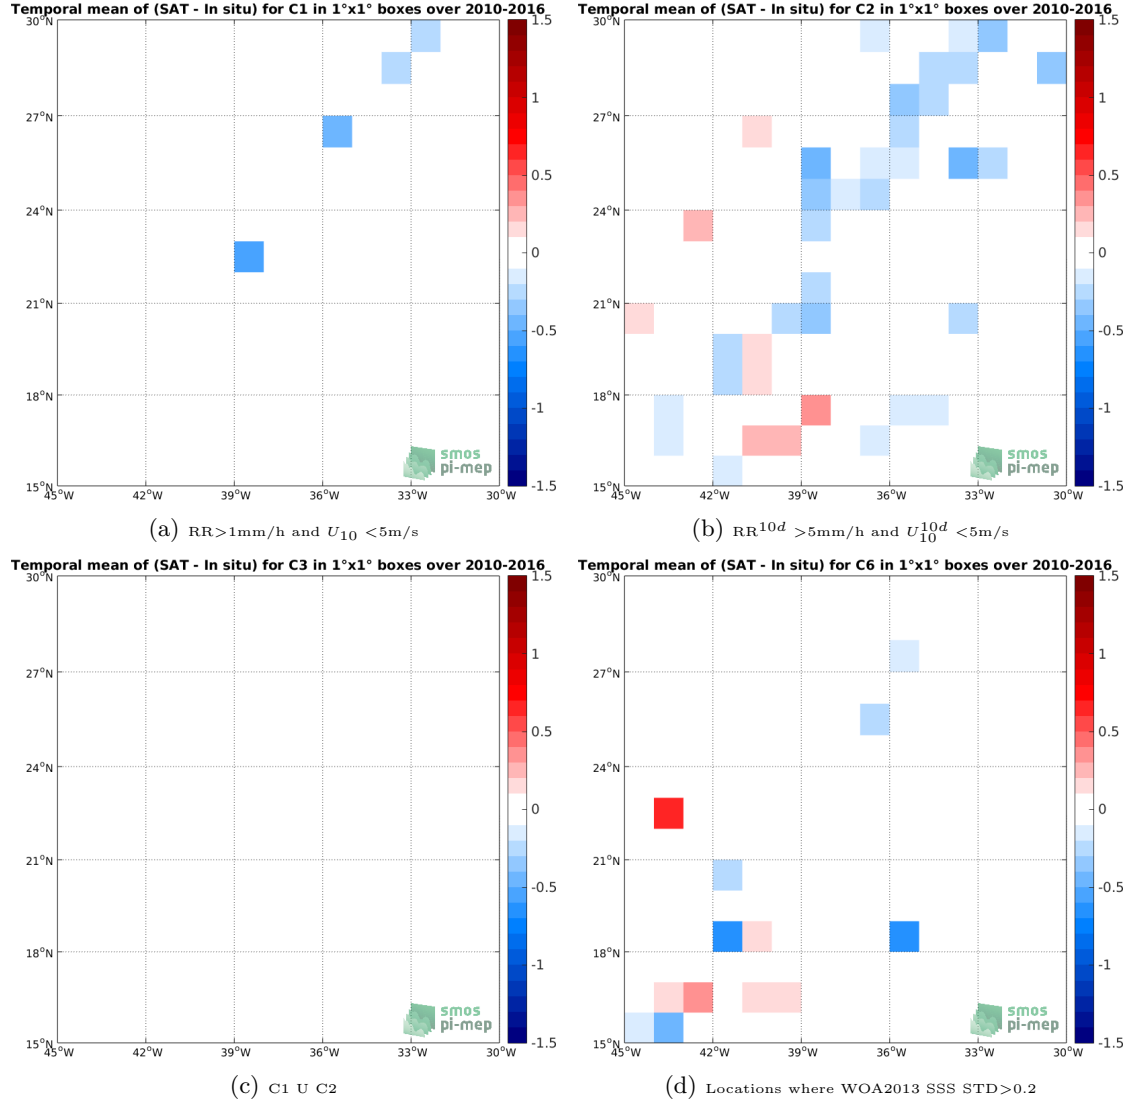 Temporal mean of (SAT - In situ) for C1 in 1°x1° boxes over 2010-2016
30°N
27°N
24°N
21°N
18°N
15°N
45°W 42°W 39°W 36°W 33°W 30°W
1.5
1
0.5
0
-0.5
-1
-1.5
smos
pi-mep
(a) RR>1mm/h and U10 <5m/s
Temporal mean of (SAT - In situ) for C2 in 1°x1° boxes over 2010-2016
30°N
27°N
24°N
21°N
18°N
15°N
45°W 42°W 39°W 36°W 33°W 30°W
1.5
1
0.5
0
-0.5
-1
-1.5
smos
pi-mep
(b) RR^10d >5mm/h and U10^10d <5m/s
Temporal mean of (SAT - In situ) for C3 in 1°x1° boxes over 2010-2016
30°N
27°N
24°N
21°N
18°N
15°N
45°W 42°W 39°W 36°W 33°W 30°W
1.5
1
0.5
0
-0.5
-1
-1.5
smos
pi-mep
(c) C1 U C2
Temporal mean of (SAT - In situ) for C6 in 1°x1° boxes over 2010-2016
30°N
27°N
24°N
21°N
18°N
15°N
45°W 42°W 39°W 36°W 33°W 30°W
1.5
1
0.5
0
-0.5
-1
-1.5
smos
pi-mep
(d) Locations where WOA2013 SSS STD>0.2